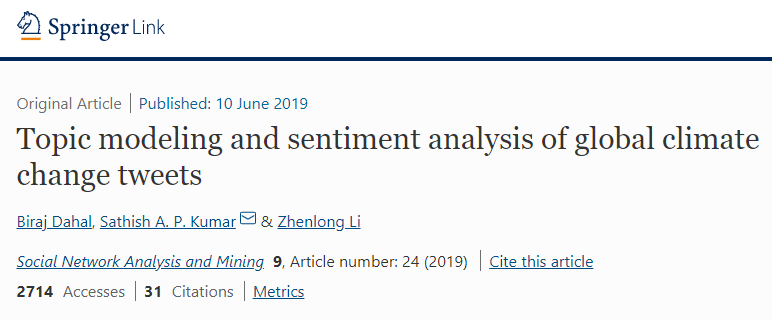 Springer Link
Original Article | Published: 10 June 2019
Topic modeling and sentiment analysis of global climate
change tweets
Biraj Dahal, Sathish A. P. Kumar & Zhenlong Li
Social Network Analysis and Mining 9, Article number: 24 (2019) | Cite this article
2714 Accesses | 31 Citations | Metrics